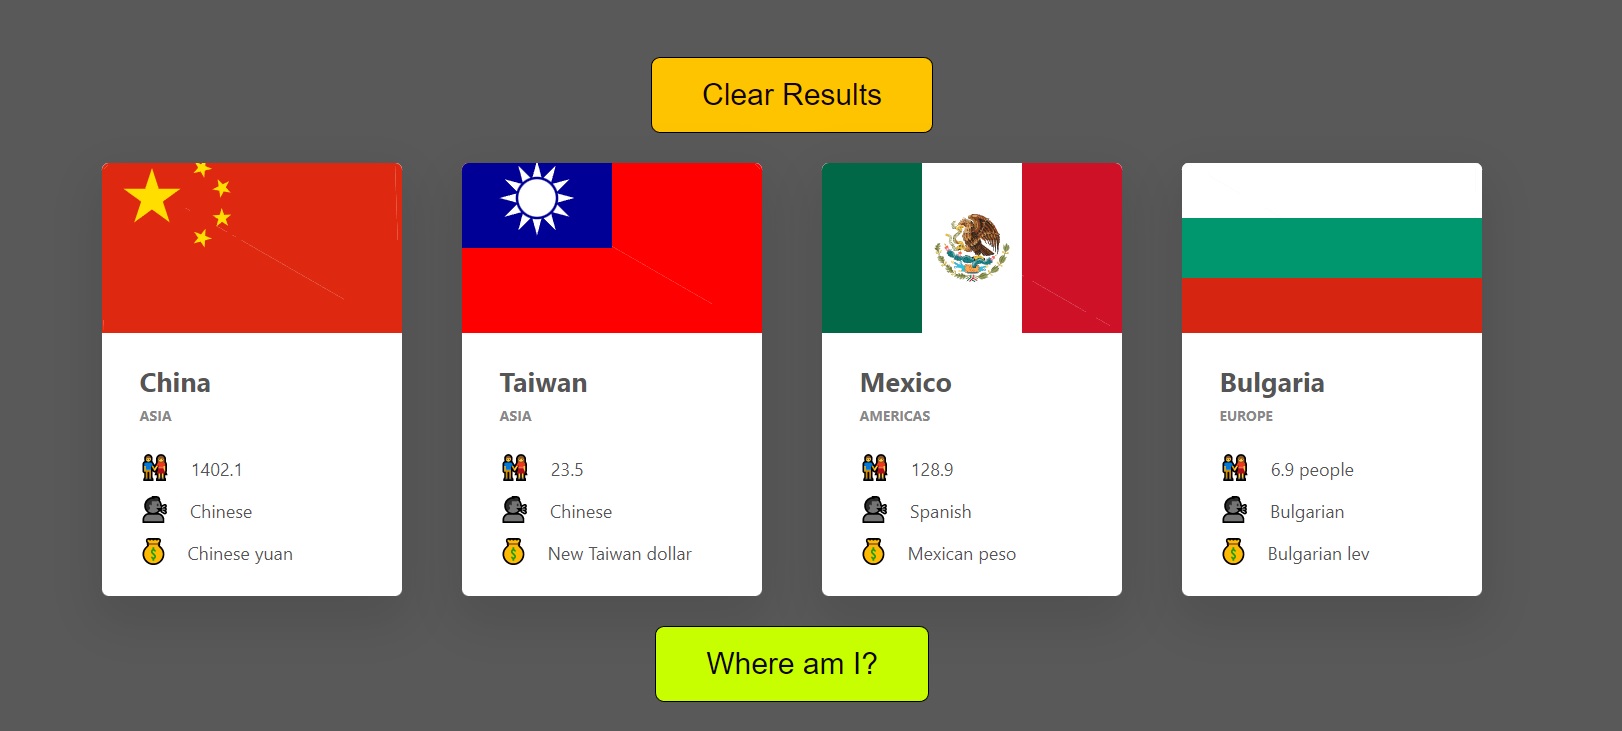 Clear Results
China
ASIA
1402.1
Chinese
Chinese yuan
Taiwan
ASIA
23.5
Chinese
New Taiwan dollar
Mexico
AMERICAS
128.9
Spanish
Mexican peso
Bulgaria
EUROPE
6.9 people
Bulgarian
Bulgarian lev
Where am I?